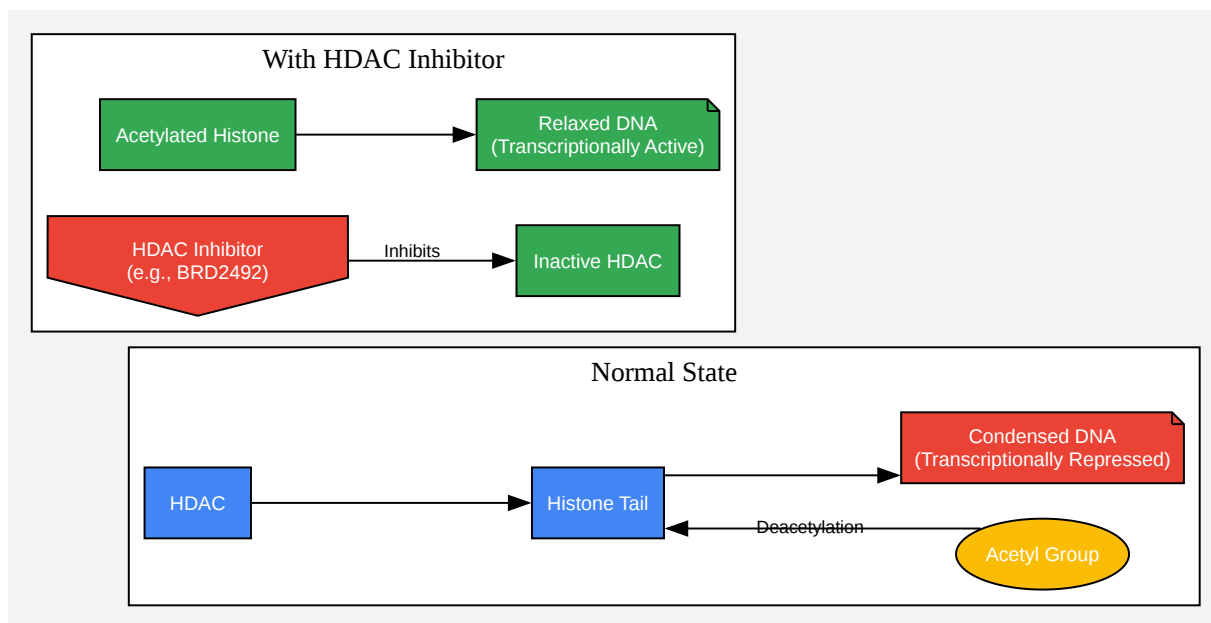 With HDAC Inhibitor
Acetylated Histone
Relaxed DNA
(Transcriptionally Active)
HDAC Inhibitor
(e.g., BRD2492)
Inhibits
Inactive HDAC
Normal State
HDAC
Histone Tail
Condensed DNA
(Transcriptionally Repressed)
Deacetylation
Acetyl Group